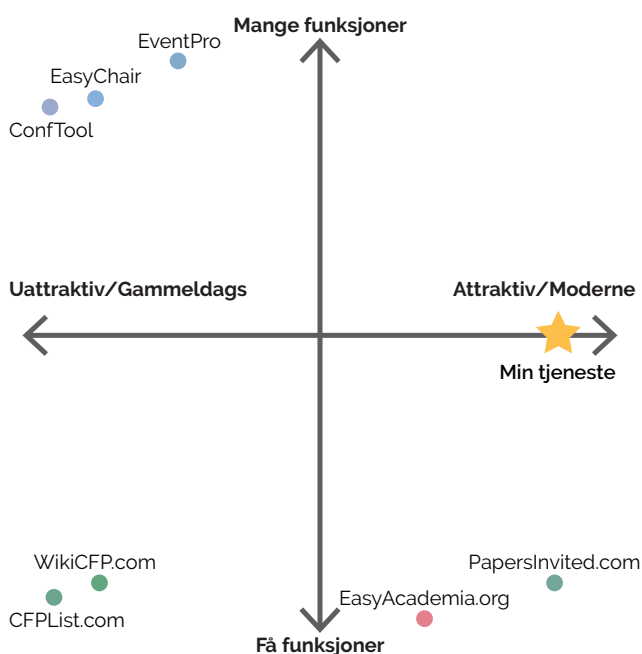 Mange funksjoner
EventPro
EasyChair
ConfTool
Uattraktiv/Gammeldags
Attraktiv/Moderne
Min tjeneste
WikiCFP.com
PapersInvited.com
EasyAcademia.org
CFPList.com
Få funksjoner